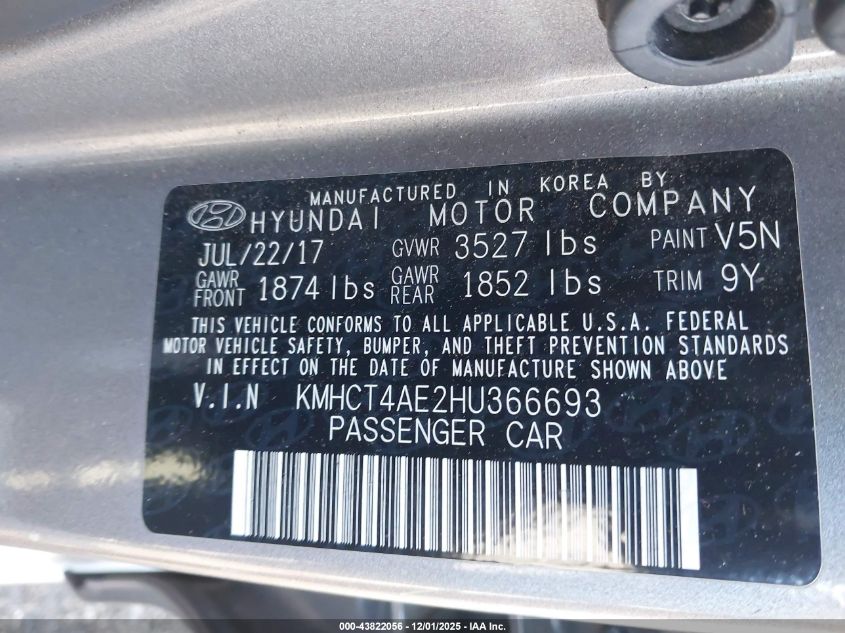 MANUFACTURED IN KOREA BY
HYUNDAI MOTOR COMPANY
JUL/22/17 GVWR 3527 lbs PAINT V5N
GAWR FRONT 1874 lbs GAWR REAR 1852 lbs TRIM 9Y
THIS VEHICLE CONFORMS TO ALL APPLICABLE U.S.A. FEDERAL
MOTOR VEHICLE SAFETY, BUMPER, AND THEFT PREVENTION STANDARDS
IN EFFECT ON THE DATE OF MANUFACTURE SHOWN ABOVE
V.I.N KMHCT4AE2HU366693
PASSENGER CAR
000-43822056 - 12/01/2025 - IAA Inc.